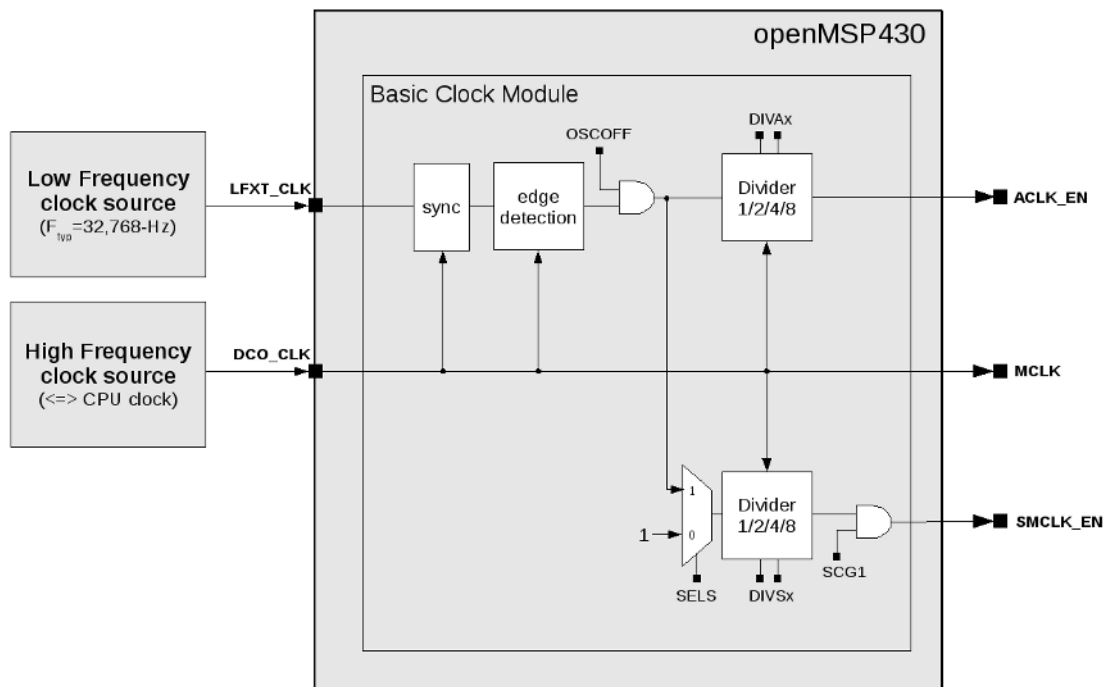 openMSP430
Basic Clock Module
OSCOFF
DIVAx
Low Frequency
clock source
(Ftyp=32,768-Hz)
LFXT_CLK
sync
edge
detection
Divider
1/2/4/8
ACLK_EN
High Frequency
clock source
(<=> CPU clock)
DCO_CLK
MCLK
1
1
0
Divider
1/2/4/8
SMCLK_EN
SELS
DIVSx
SCG1